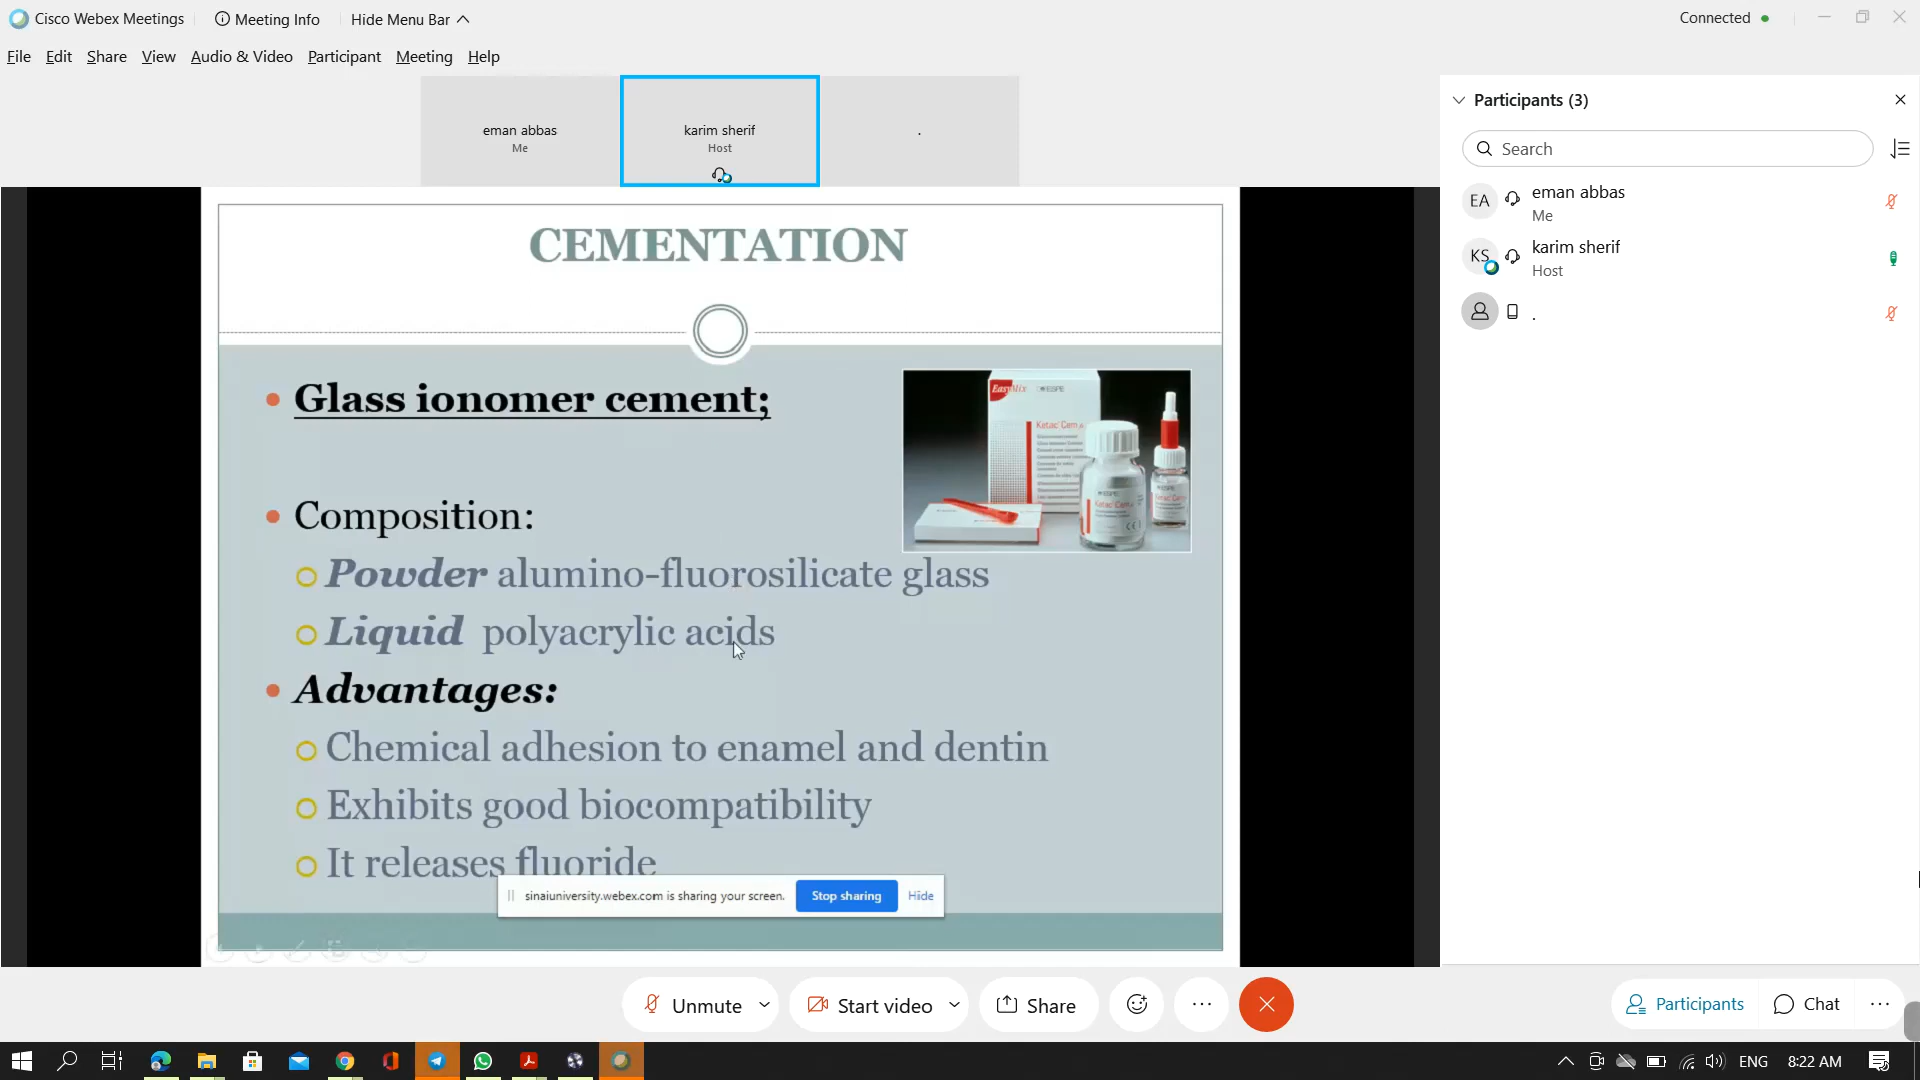 Cisco Webex Meetings
Meeting Info
Hide Menu Bar
Connected
File Edit Share View Audio & Video Participant Meeting Help
eman abbas
Me
karim sherif
Host
.
Participants (3)
Search
EA
eman abbas
Me
KS
karim sherif
Host
.
CEMENTATION
Glass ionomer cement;
EasyMix
ESPE
Ketac Cem
Composition:
Powder alumino-fluorosilicate glass
Liquid polyacrylic acids
Advantages:
Chemical adhesion to enamel and dentin
Exhibits good biocompatibility
It releases fluoride
sinaiuniversity.webex.com is sharing your screen.
Stop sharing
Hide
Unmute
Start video
Share
Participants
Chat
ENG
8:22 AM